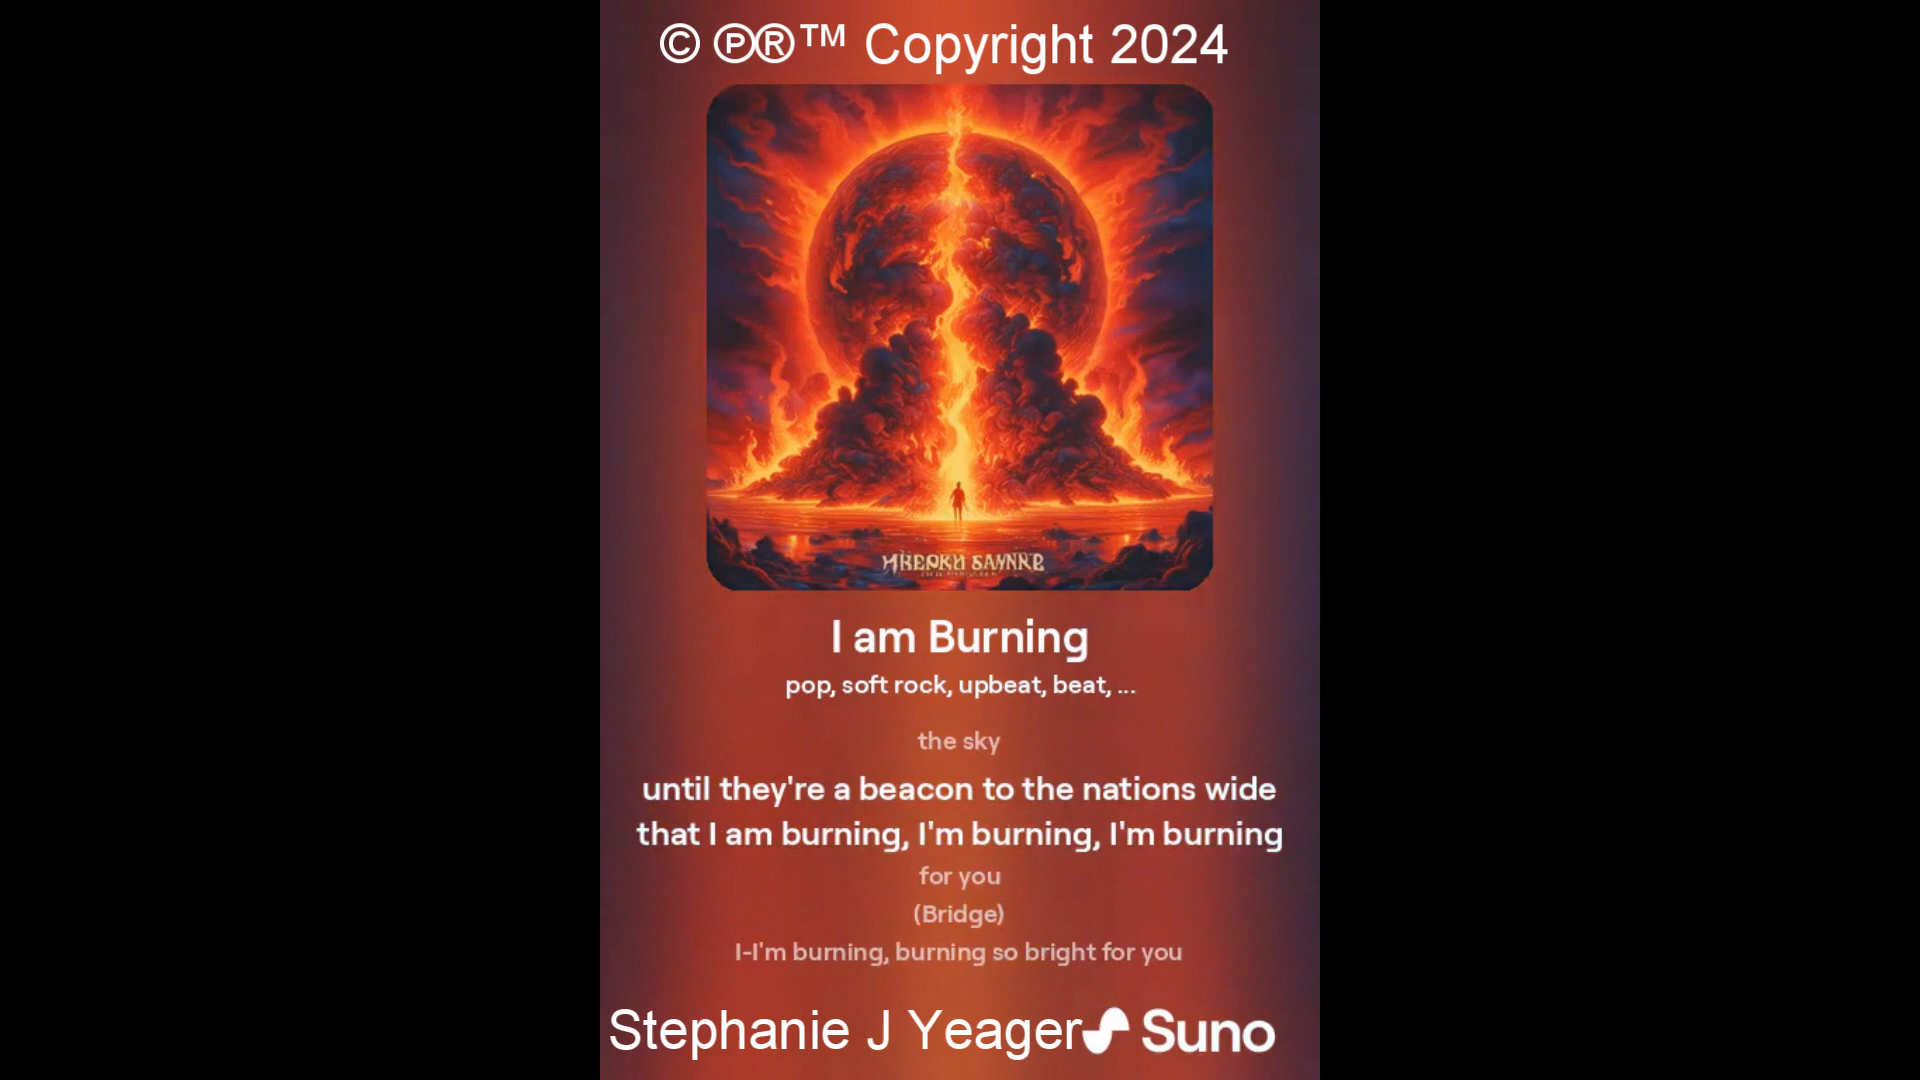 © ℗®™ Copyright 2024
I am Burning
pop, soft rock, upbeat, beat, ...
the sky
until they're a beacon to the nations wide
that I am burning, I'm burning, I'm burning
for you
(Bridge)
I-I'm burning, burning so bright for you
Stephanie J Yeager Suno